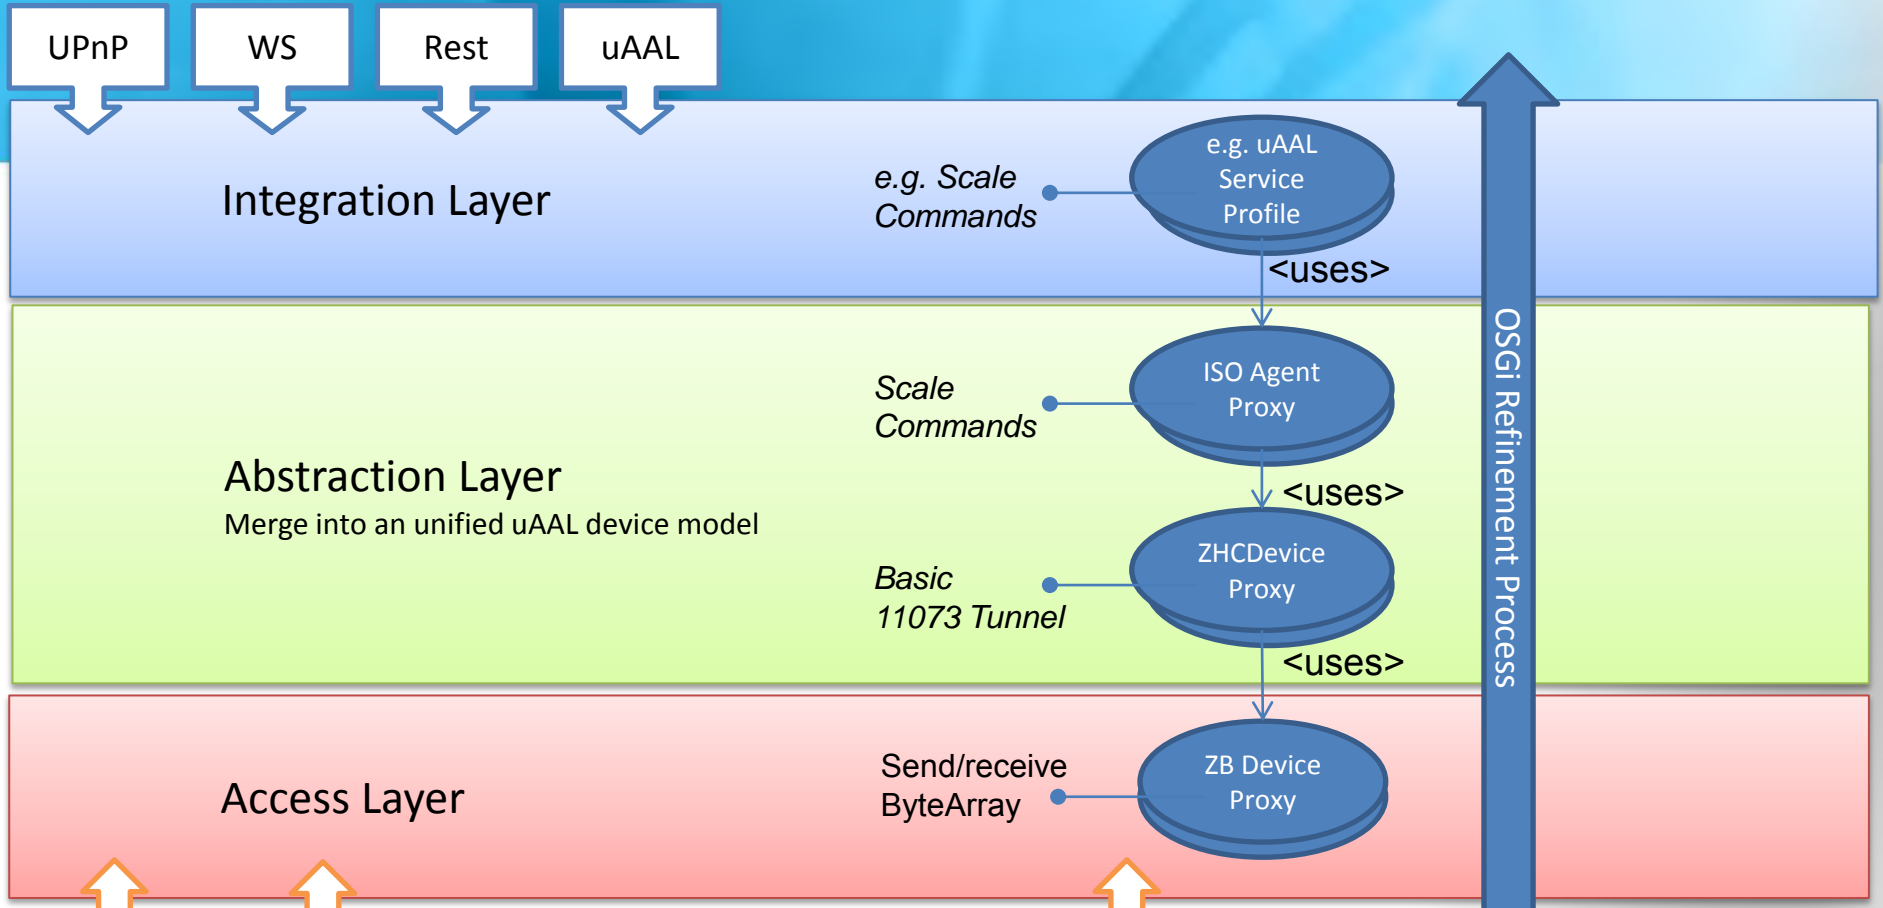 UPnP
WS
Rest
uAAL
Integration Layer
e.g. Scale
Commands
e.g. uAAL
Service
Profile
<uses>
Abstraction Layer
Merge into an unified uAAL device model
Scale
Commands
ISO Agent
Proxy
<uses>
Basic
11073 Tunnel
ZHCDevice
Proxy
<uses>
Access Layer
Send/receive
ByteArray
ZB Device
Proxy
OSGi Refinement Process